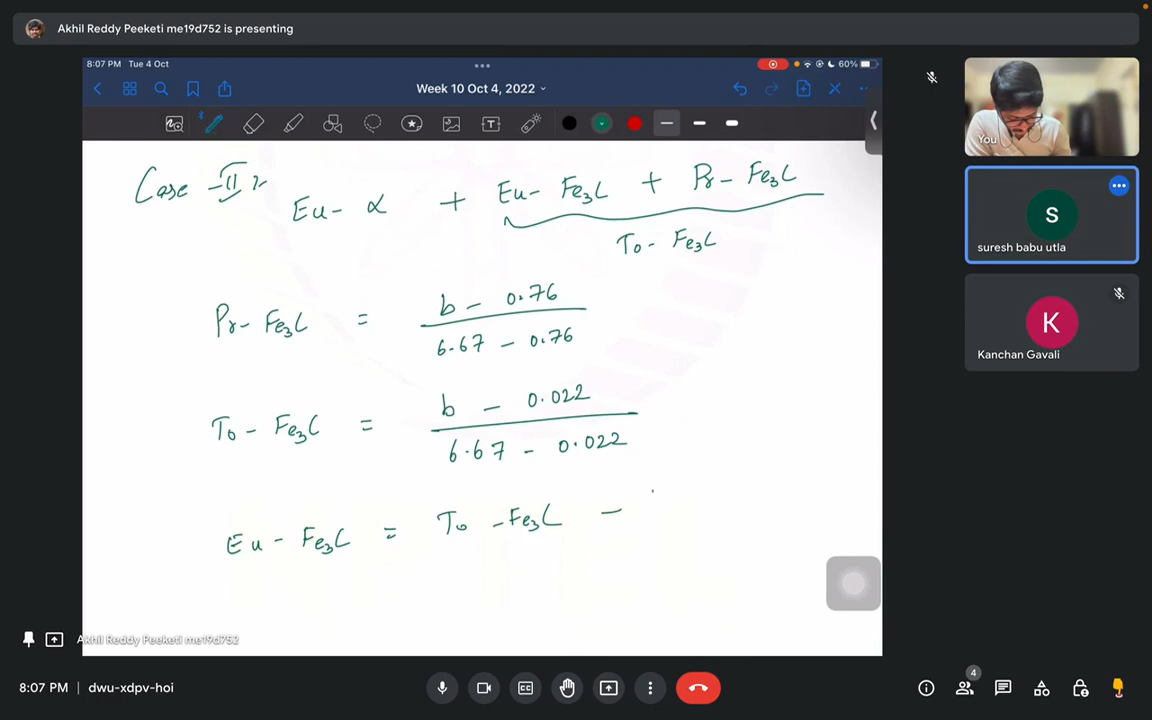 Akhil Reddy Peeketi me19d752 is presenting
8:07 PM Tue 4 Oct
60%
Week 10 Oct 4, 2022
Case - II :-
Eu - α + Eu - Fe3C + Pr - Fe3C
To - Fe3C
Pr - Fe3C = b - 0.76
6.67 - 0.76
To - Fe3C = b - 0.022
6.67 - 0.022
Eu - Fe3C = To - Fe3C -
You
S
suresh babu utla
K
Kanchan Gavali
Akhil Reddy Peeketi me19d752
8:07 PM | dwu-xdpv-hoi
4